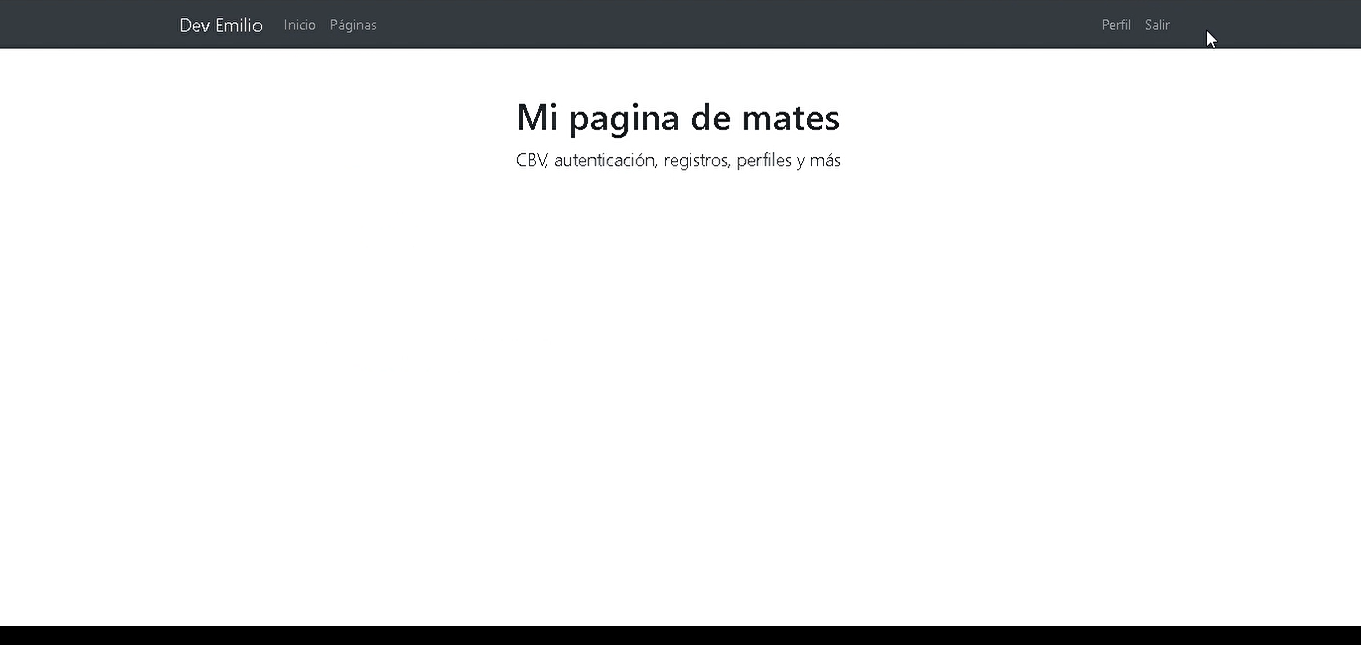 Dev Emilio Inicio Páginas Perfil Salir
Mi pagina de mates
CBV, autenticación, registros, perfiles y más